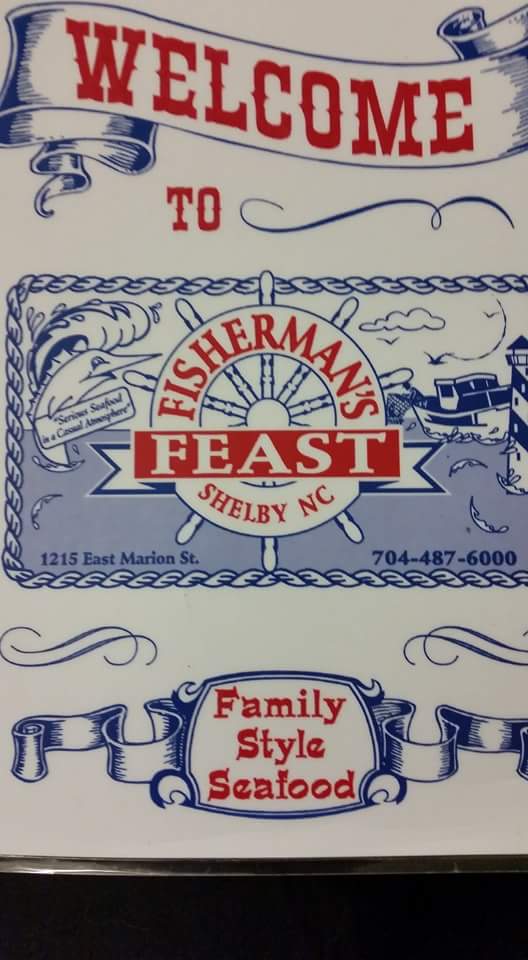 WELCOME
TO
FISHERMAN'S
FEAST
SHELBY NC
"Serious Seafood
in a Casual Atmosphere"
1215 East Marion St.
704-487-6000
Family
Style
Seafood